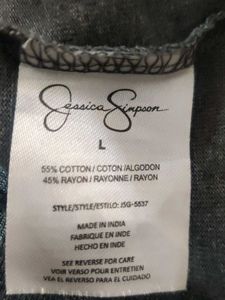 Jessica Simpson
L
55% COTTON / COTON /ALGODON
45% RAYON / RAYONNE / RAYON
STYLE/STYLE/ESTILO: JSG-5537
MADE IN INDIA
FABRIQUE EN INDE
HECHO EN INDE
SEE REVERSE FOR CARE
VOIR VERSO POUR ENTRETIEN
VEA EL REVERSO PARA EL CUIDADO